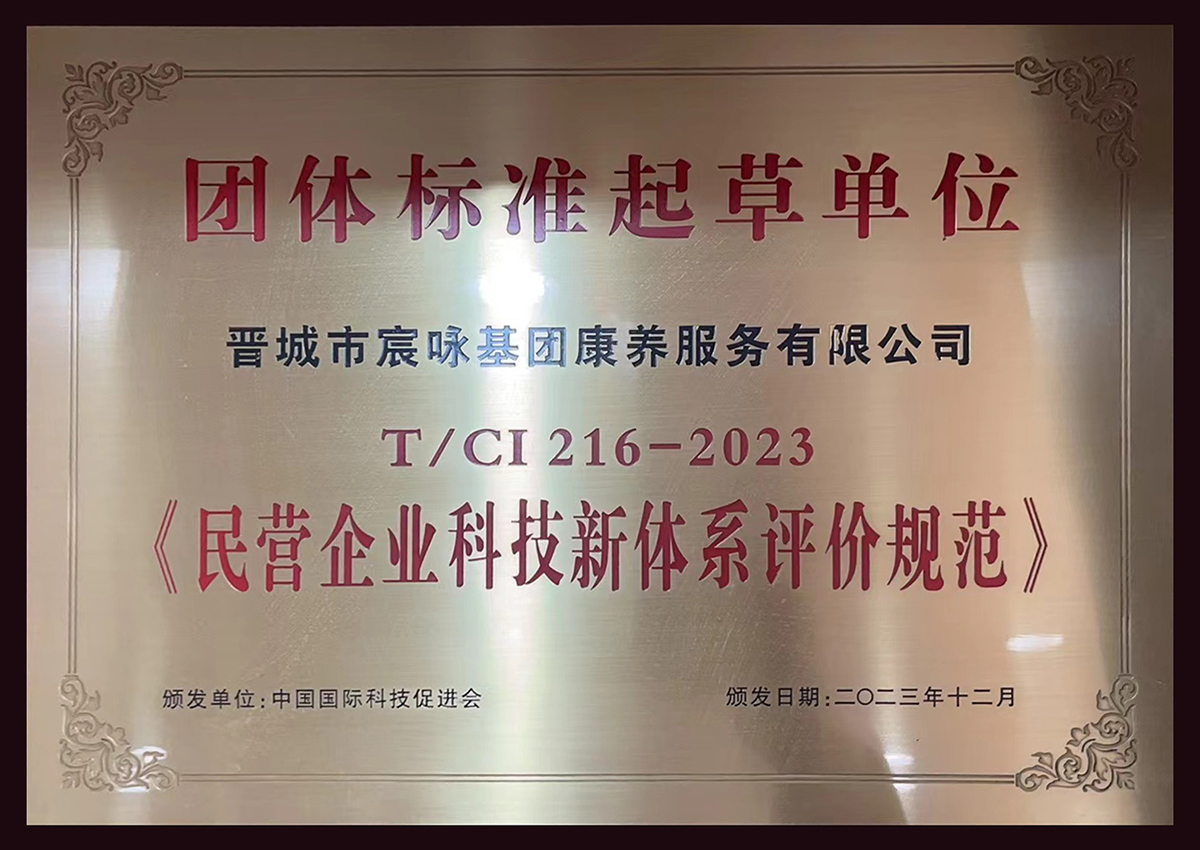 团体标准起草单位
晋城市宸咏基团康养服务有限公司
T/CI 216-2023
《民营企业科技新体系评价规范》
颁发单位:中国国际科技促进会
颁发日期:二〇二三年十二月